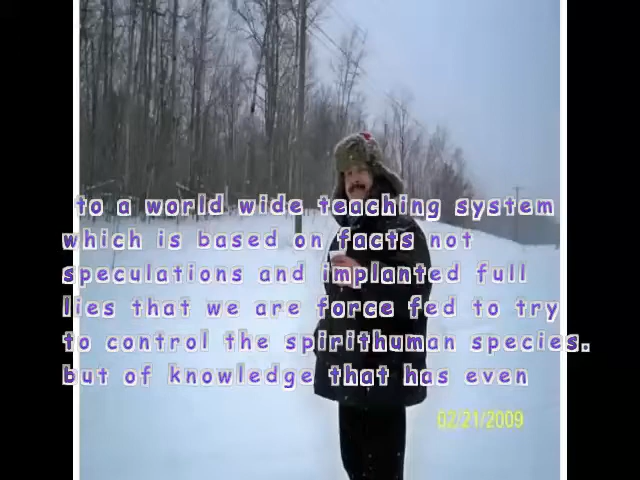 to a world wide teaching system
which is based on facts not
speculations and implanted full
lies that we are force fed to try
to control the spirithuman species.
but of knowledge that has even
02/21/2009